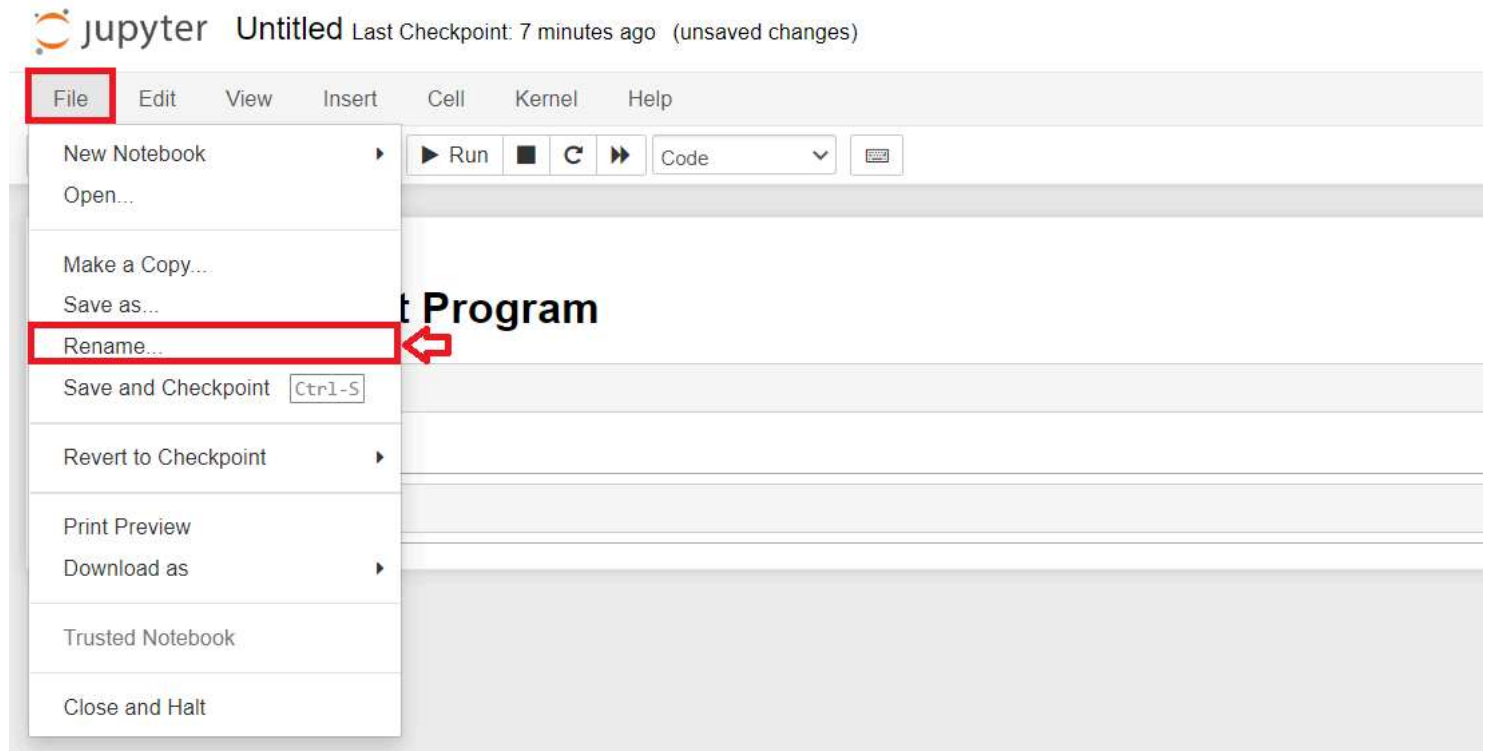 jupyter Untitled Last Checkpoint: 7 minutes ago (unsaved changes)
File Edit View Insert Cell Kernel Help
New Notebook
Run Code
Open...
Make a Copy...
Save as...
t Program
Rename...
Save and Checkpoint Ctrl-S
Revert to Checkpoint
Print Preview
Download as
Trusted Notebook
Close and Halt